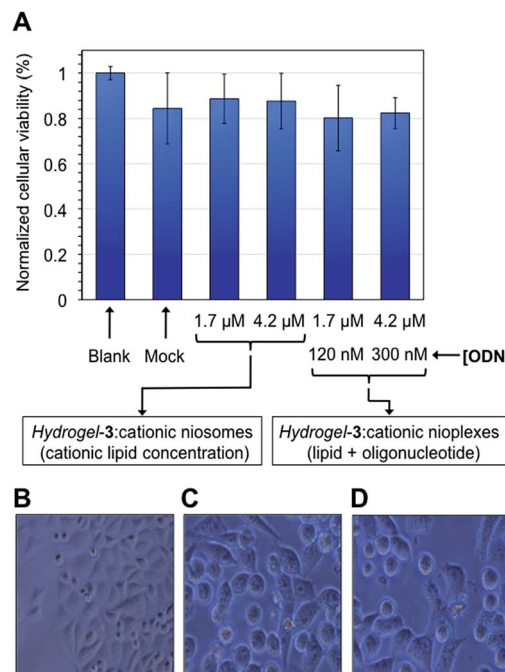 A
Normalized cellular viability (%)
1
0.8
0.6
0.4
0.2
0
1.7 µM 4.2 µM 1.7 µM 4.2 µM
Blank Mock 120 nM 300 nM [ODN
Hydrogel-3:cationic niosomes
(cationic lipid concentration)
Hydrogel-3:cationic nioplexes
(lipid + oligonucleotide)
B C D